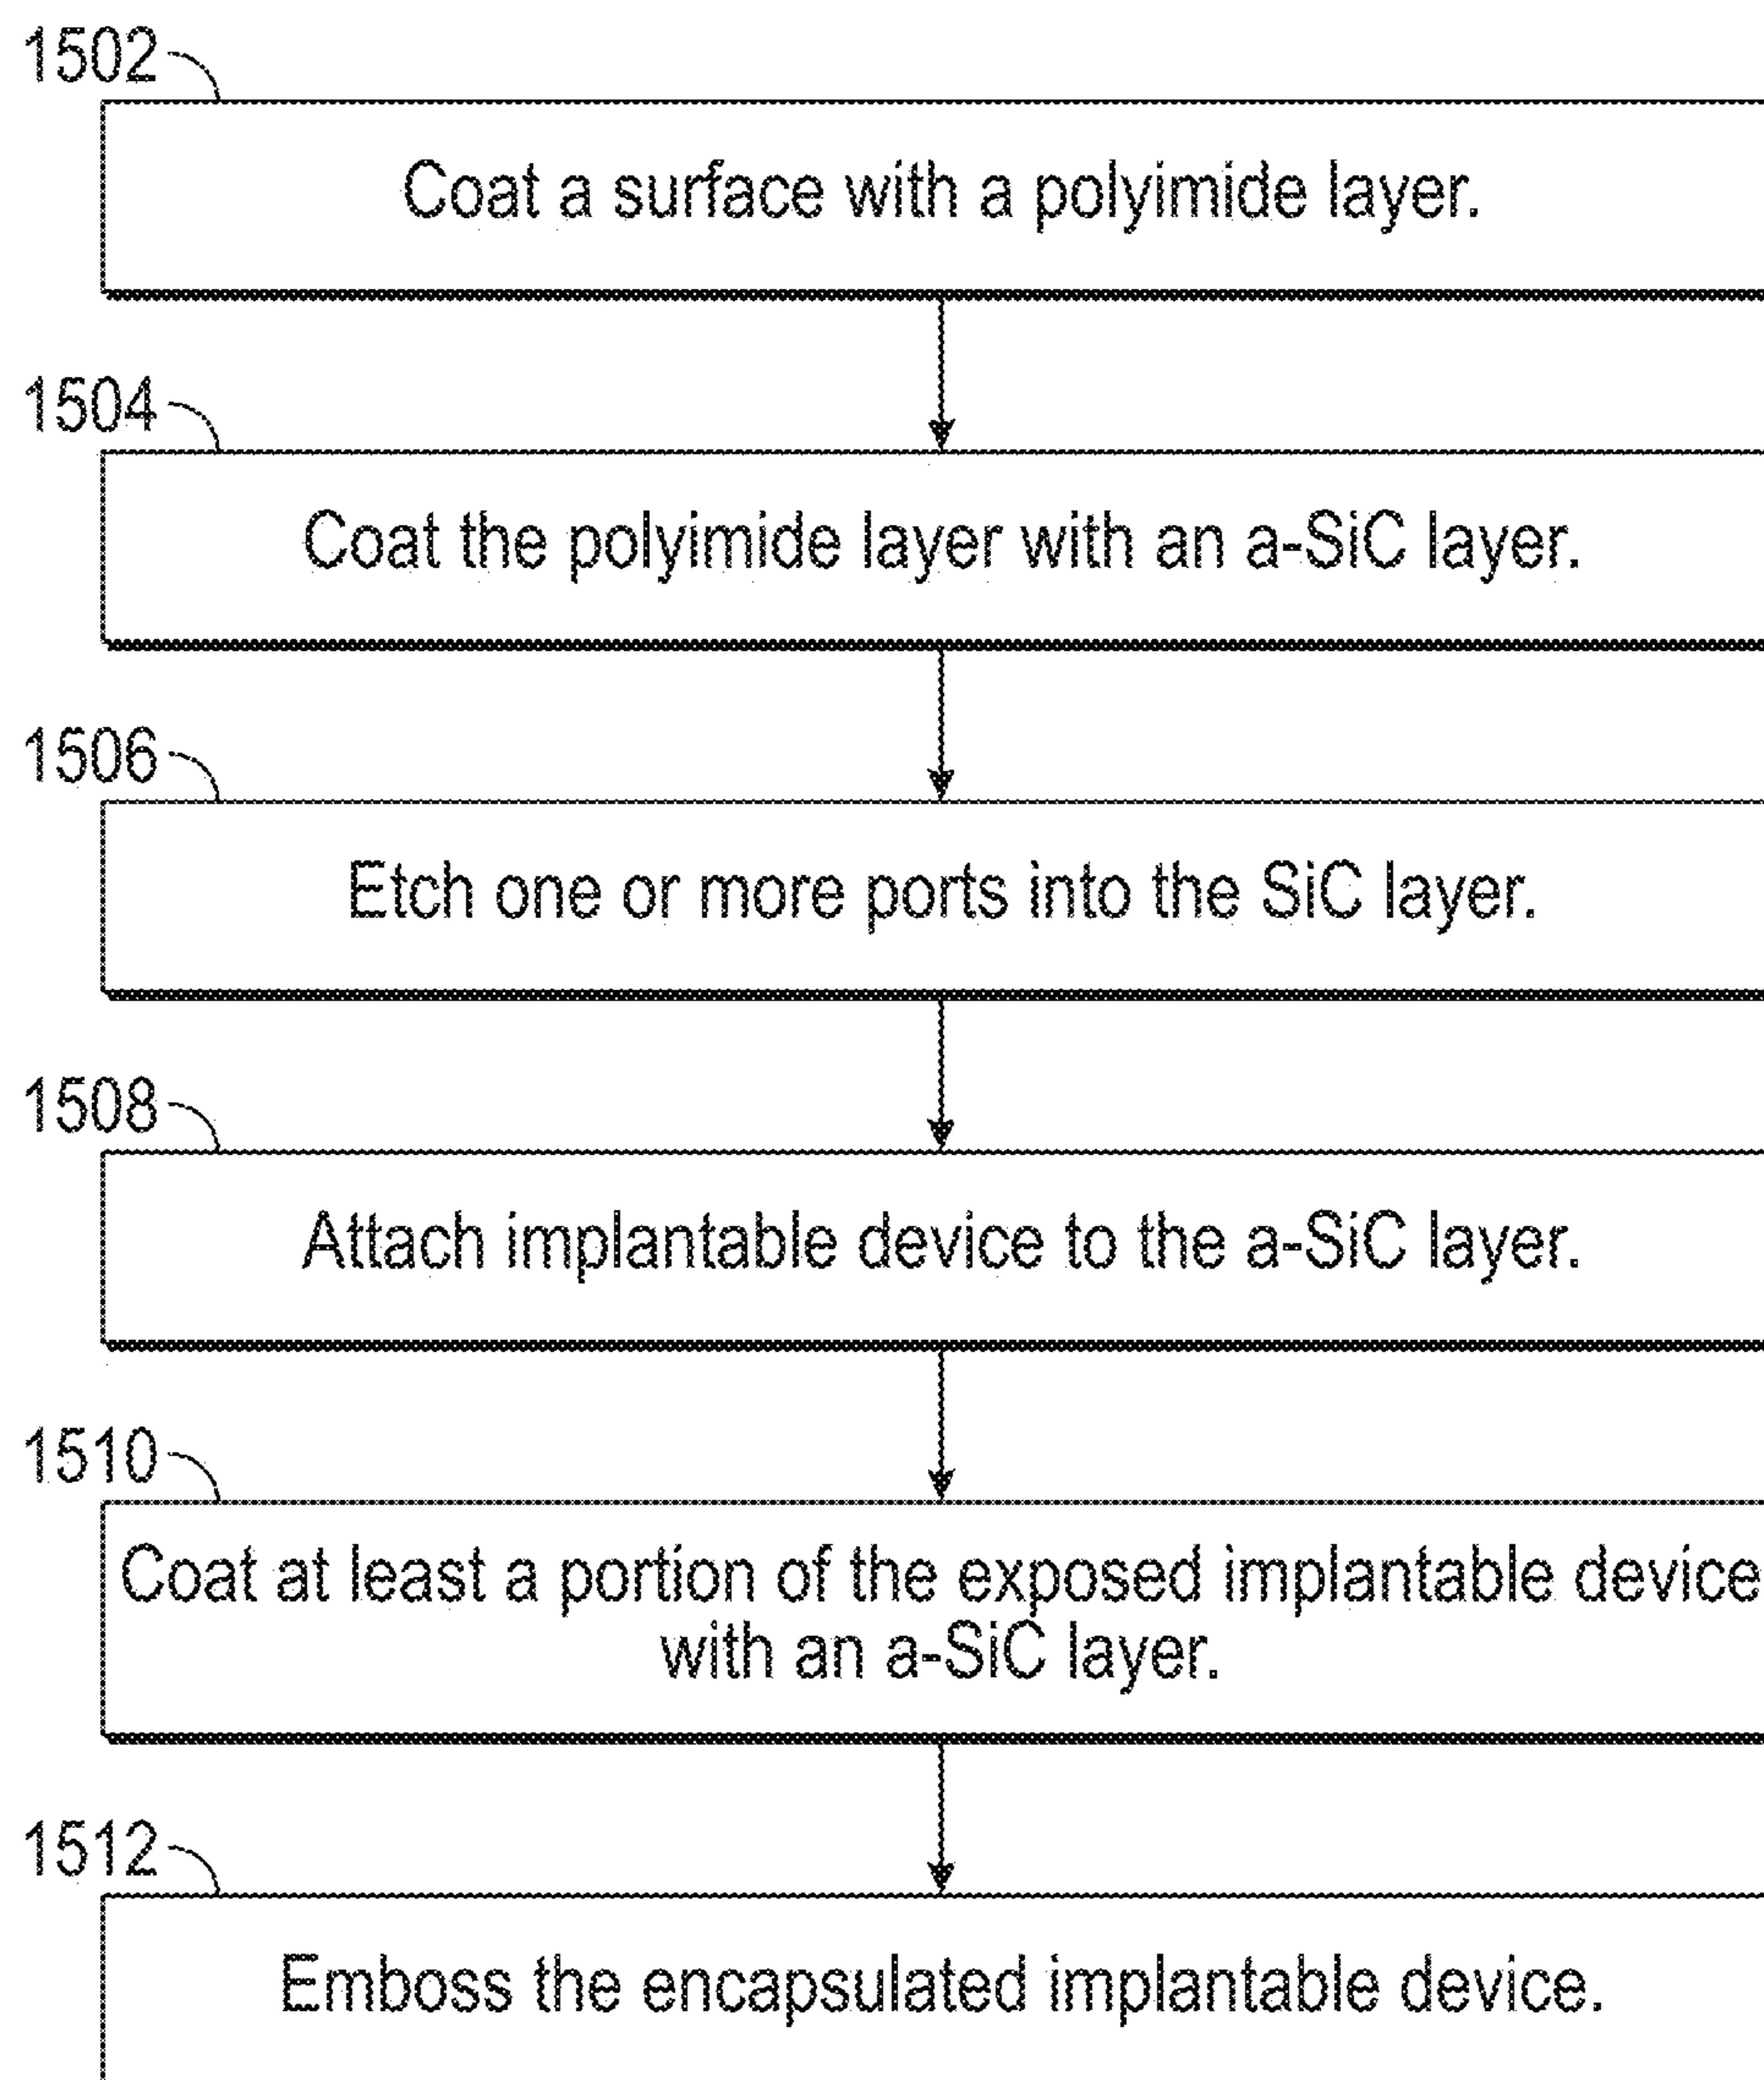 1502
Coat a surface with a polyimide layer.
1504
Coat the polyimide layer with an a-SiC layer.
1506
Etch one or more ports into the SiC layer.
1508
Attach implantable device to the a-SiC layer.
1510
Coat at least a portion of the exposed implantable device
with an a-SiC layer.
1512
Emboss the encapsulated implantable device.